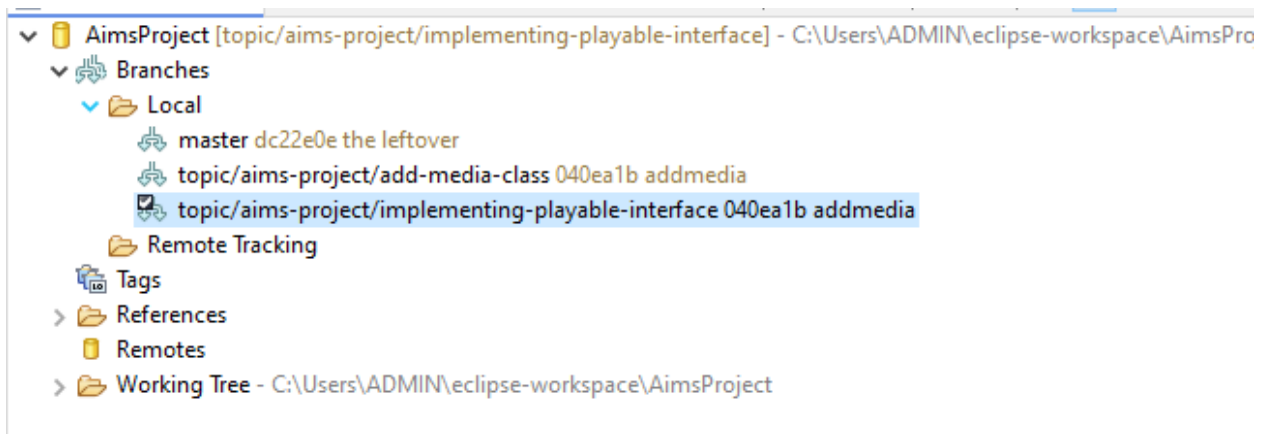 AimsProject [topic/aims-project/implementing-playable-interface] - C:\Users\ADMIN\eclipse-workspace\AimsPro
Branches
Local
master dc22e0e the leftover
topic/aims-project/add-media-class 040ea1b addmedia
topic/aims-project/implementing-playable-interface 040ea1b addmedia
Remote Tracking
Tags
References
Remotes
Working Tree - C:\Users\ADMIN\eclipse-workspace\AimsProject